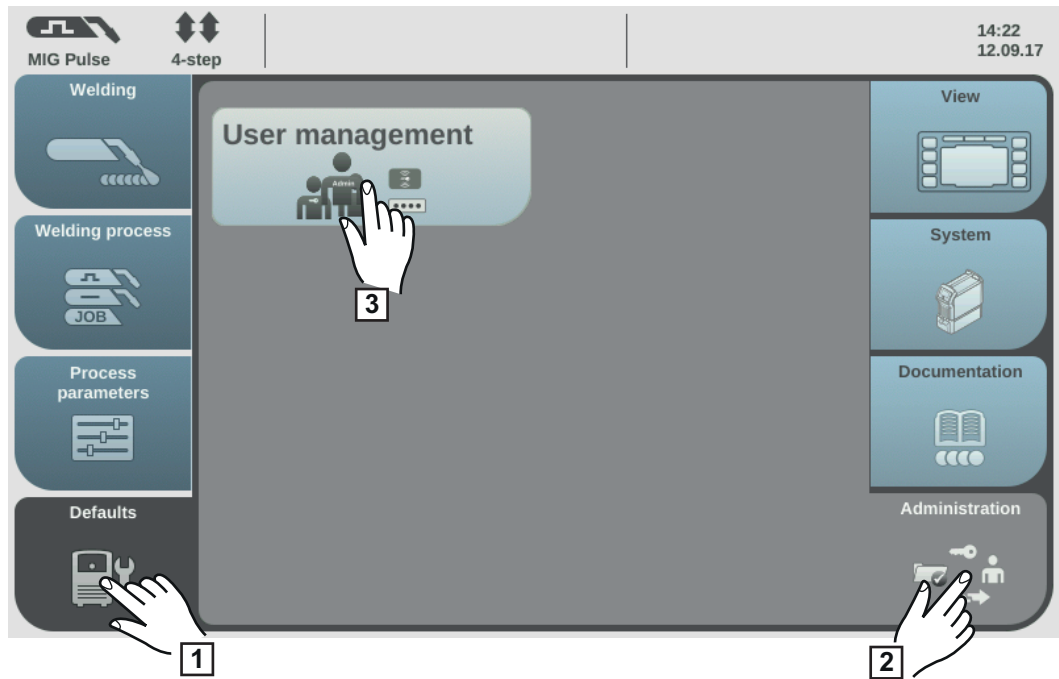 MIG Pulse
4-step
14:22
12.09.17
Welding
Welding process
JOB
Process
parameters
Defaults
User management
Admin
View
System
Documentation
Administration
1
2
3